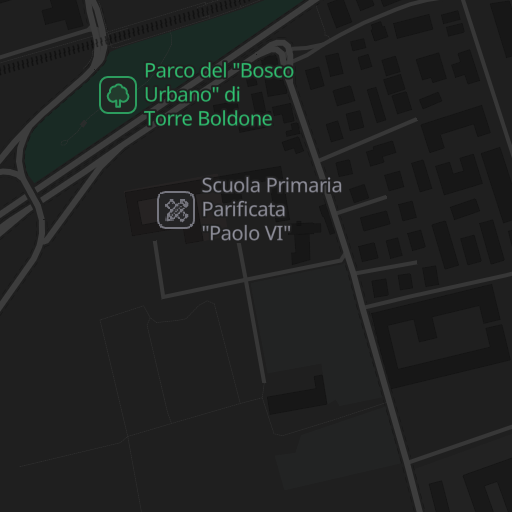 Parco del "Bosco
Urbano" di
Torre Boldone
Scuola Primaria
Parificata
"Paolo VI"